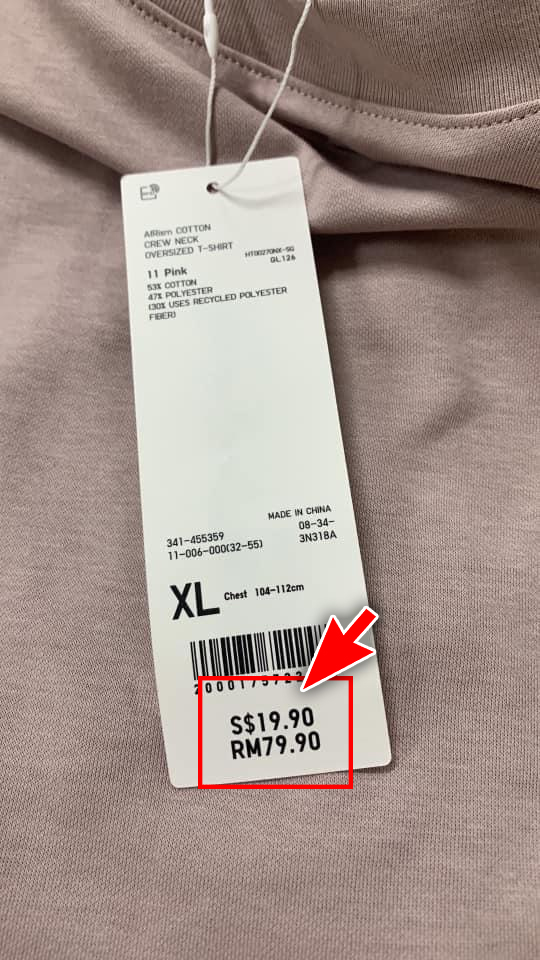 AIRism COTTON
CREW NECK
OVERSIZED T-SHIRT
HT00270NX-SG
GL126
11 Pink
53% COTTON
47% POLYESTER
(30% USES RECYCLED POLYESTER
FIBER)
MADE IN CHINA
341-455359 08-34-
11-006-000(32-55) 3N318A
XL Chest 104-112cm
S$19.90
RM79.90